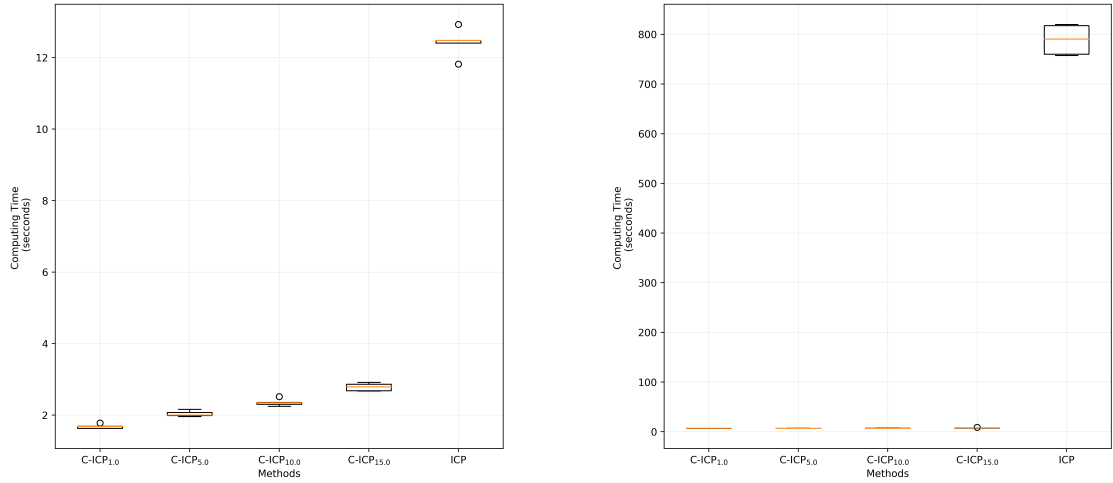 12
10
8
6
4
2
Computing Time
(secconds)
C-ICP1.0
C-ICP5.0
C-ICP10.0
C-ICP15.0
ICP
Methods
800
700
600
500
400
300
200
100
0
Computing Time
(secconds)
C-ICP1.0
C-ICP5.0
C-ICP10.0
C-ICP15.0
ICP
Methods